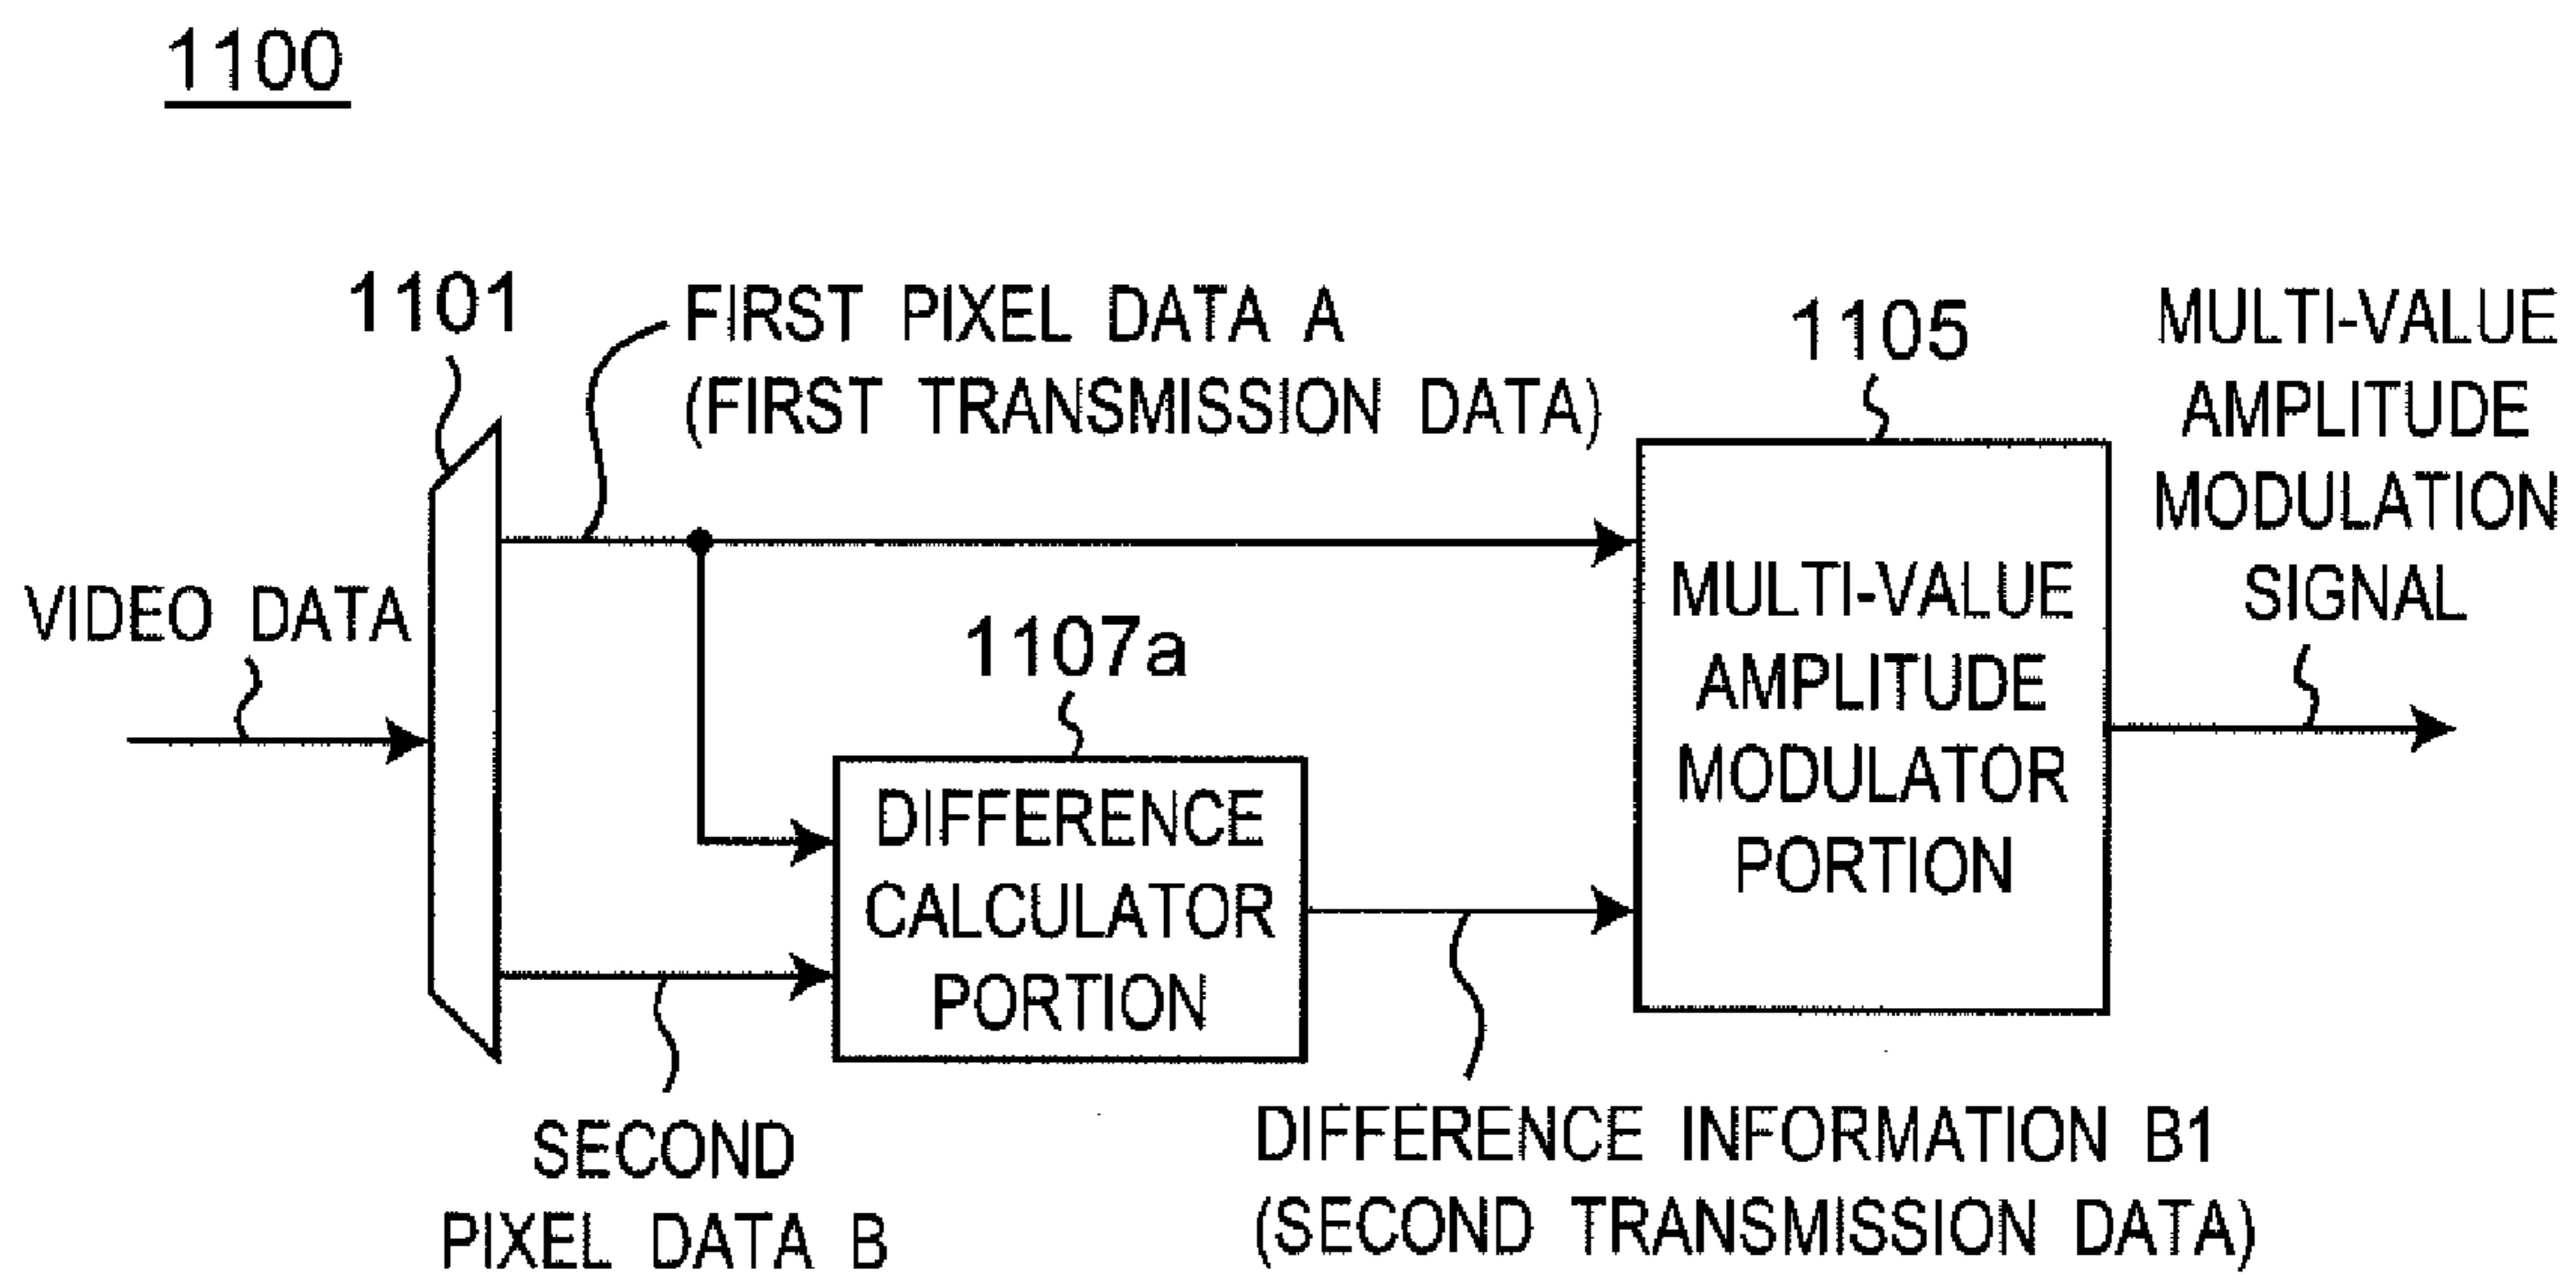 1100
1101
FIRST PIXEL DATA A
(FIRST TRANSMISSION DATA)
1105
MULTI-VALUE
AMPLITUDE
MODULATION
SIGNAL
VIDEO DATA
1107a
MULTI-VALUE
AMPLITUDE
MODULATOR
PORTION
DIFFERENCE
CALCULATOR
PORTION
SECOND
PIXEL DATA B
DIFFERENCE INFORMATION B1
(SECOND TRANSMISSION DATA)